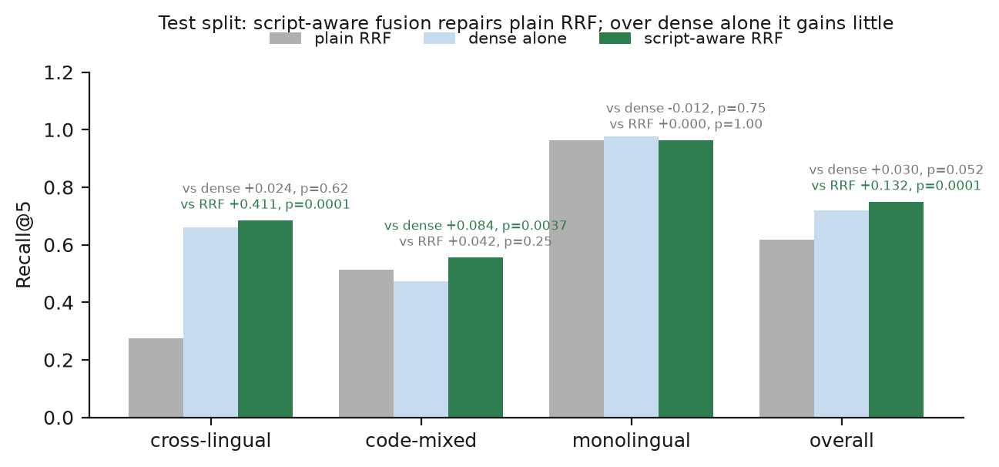 Test split: script-aware fusion repairs plain RRF; over dense alone it gains little
plain RRF
dense alone
script-aware RRF
Recall@5
1.2
1.0
0.8
0.6
0.4
0.2
0.0
vs dense +0.024, p=0.62
vs RRF +0.411, p=0.0001
vs dense +0.084, p=0.0037
vs RRF +0.042, p=0.25
vs dense -0.012, p=0.75
vs RRF +0.000, p=1.00
vs dense +0.030, p=0.052
vs RRF +0.132, p=0.0001
cross-lingual
code-mixed
monolingual
overall